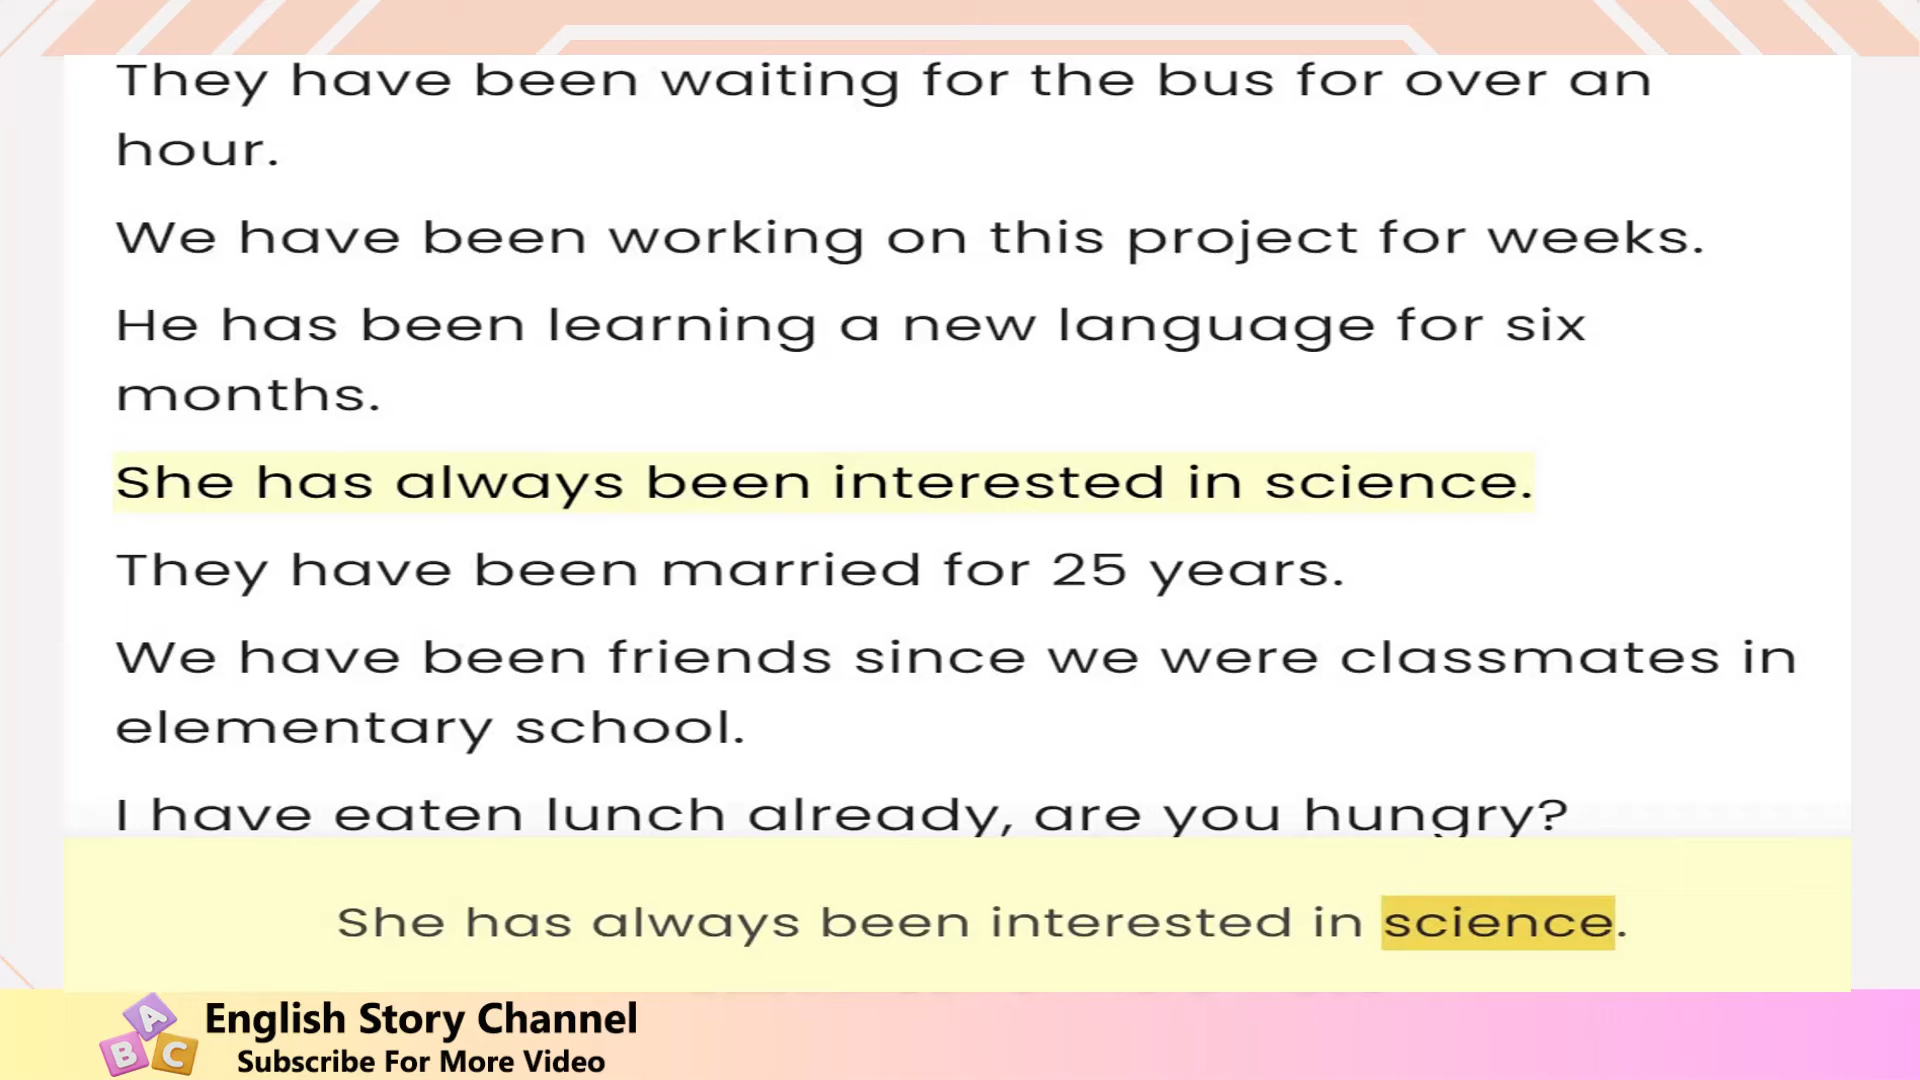 They have been waiting for the bus for over an
hour.
We have been working on this project for weeks.
He has been learning a new language for six
months.
She has always been interested in science.
They have been married for 25 years.
We have been friends since we were classmates in
elementary school.
I have eaten lunch already, are you hungry?
She has always been interested in science.
A
B C
English Story Channel
Subscribe For More Video